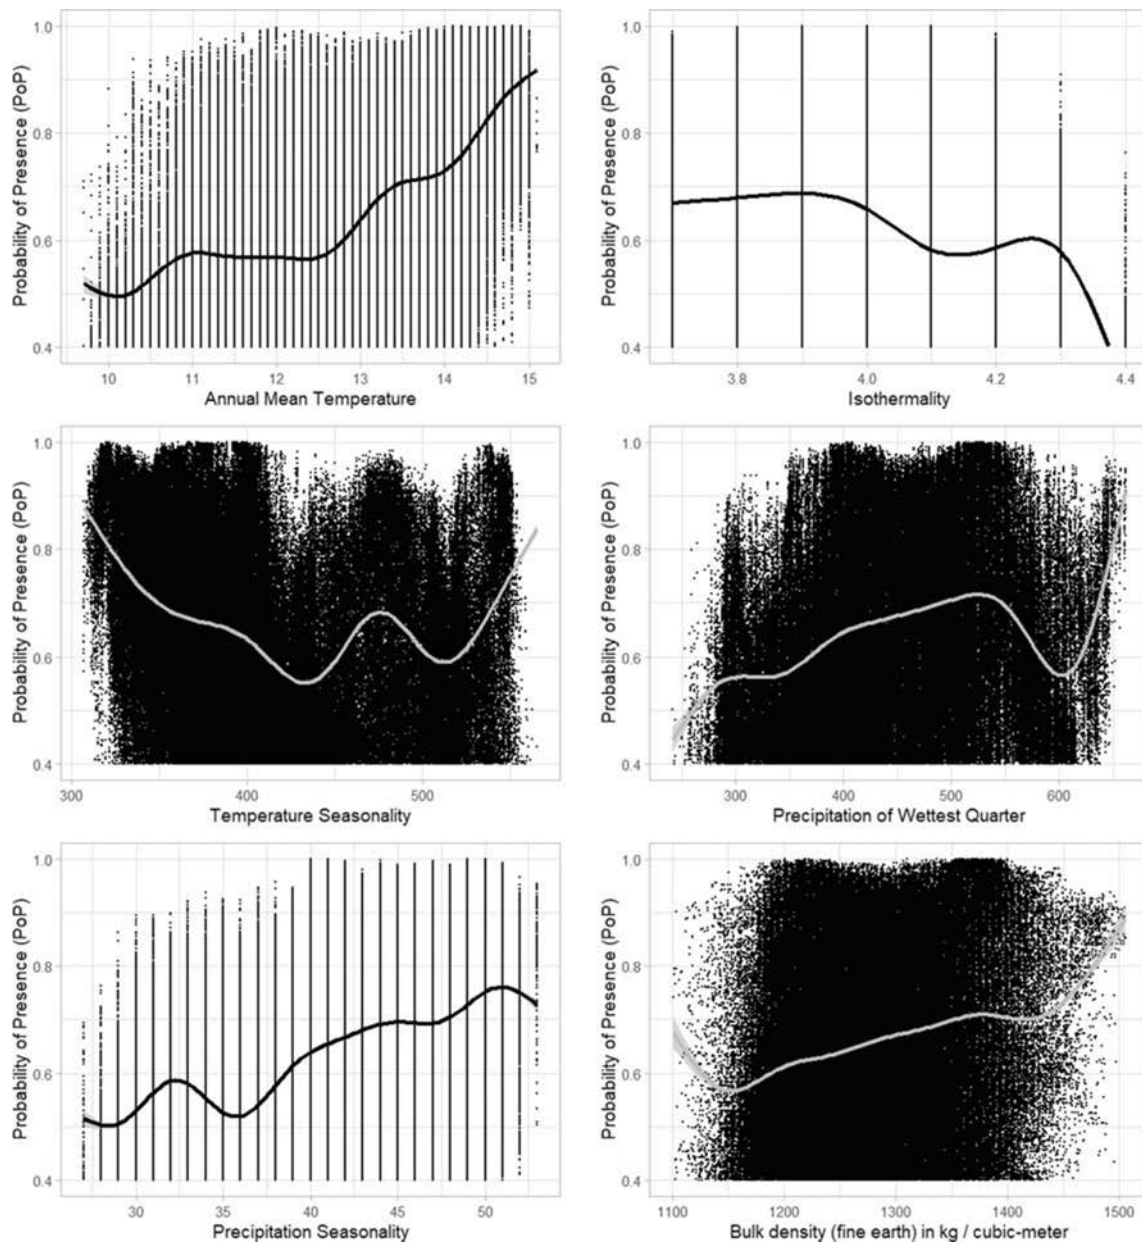 Probability of Presence (PoP)
1.0
0.8
0.6
0.4
10 11 12 13 14 15
Annual Mean Temperature
Probability of Presence (PoP)
1.0
0.8
0.6
0.4
3.8 4.0 4.2 4.4
Isothermality
Probability of Presence (PoP)
1.0
0.8
0.6
0.4
300 400 500
Temperature Seasonality
Probability of Presence (PoP)
1.0
0.8
0.6
0.4
300 400 500 600
Precipitation of Wettest Quarter
Probability of Presence (PoP)
1.0
0.8
0.6
0.4
30 35 40 45 50
Precipitation Seasonality
Probability of Presence (PoP)
1.0
0.8
0.6
0.4
1100 1200 1300 1400 1500
Bulk density (fine earth) in kg / cubic-meter